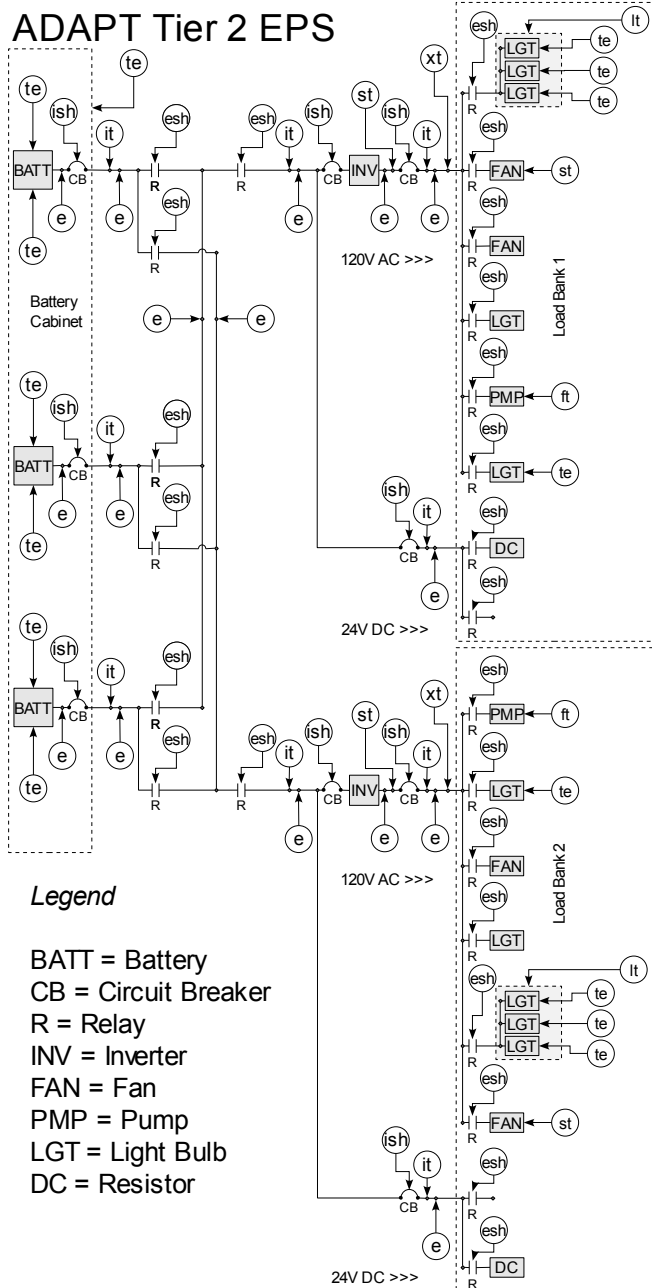 ADAPT Tier 2 EPS
te
te
ish
it
esh
esh
it
ish
st
ish
it
xt
esh
LGT
LGT
LGT
lt
te
te
te
R
BATT
CB
R
R
CB
INV
CB
esh
R
FAN
st
te
e
e
esh
R
e
e
e
120V AC >>>
esh
R
FAN
Battery
Cabinet
e
e
esh
R
LGT
Load Bank 1
te
ish
it
esh
esh
R
PMP
ft
BATT
CB
R
esh
R
LGT
te
te
e
e
esh
R
ish
it
esh
CB
R
DC
e
esh
R
24V DC >>>
te
ish
it
esh
BATT
CB
R
te
e
e
esh
R
esh
R
it
ish
CB
st
INV
ish
CB
it
xt
esh
R
PMP
ft
esh
R
LGT
te
e
e
e
120V AC >>>
esh
R
FAN
esh
R
LGT
Load Bank 2
esh
R
LGT
LGT
LGT
lt
te
te
te
esh
R
FAN
st
ish
it
CB
e
esh
R
esh
R
DC
24V DC >>>
Legend
BATT = Battery
CB = Circuit Breaker
R = Relay
INV = Inverter
FAN = Fan
PMP = Pump
LGT = Light Bulb
DC = Resistor